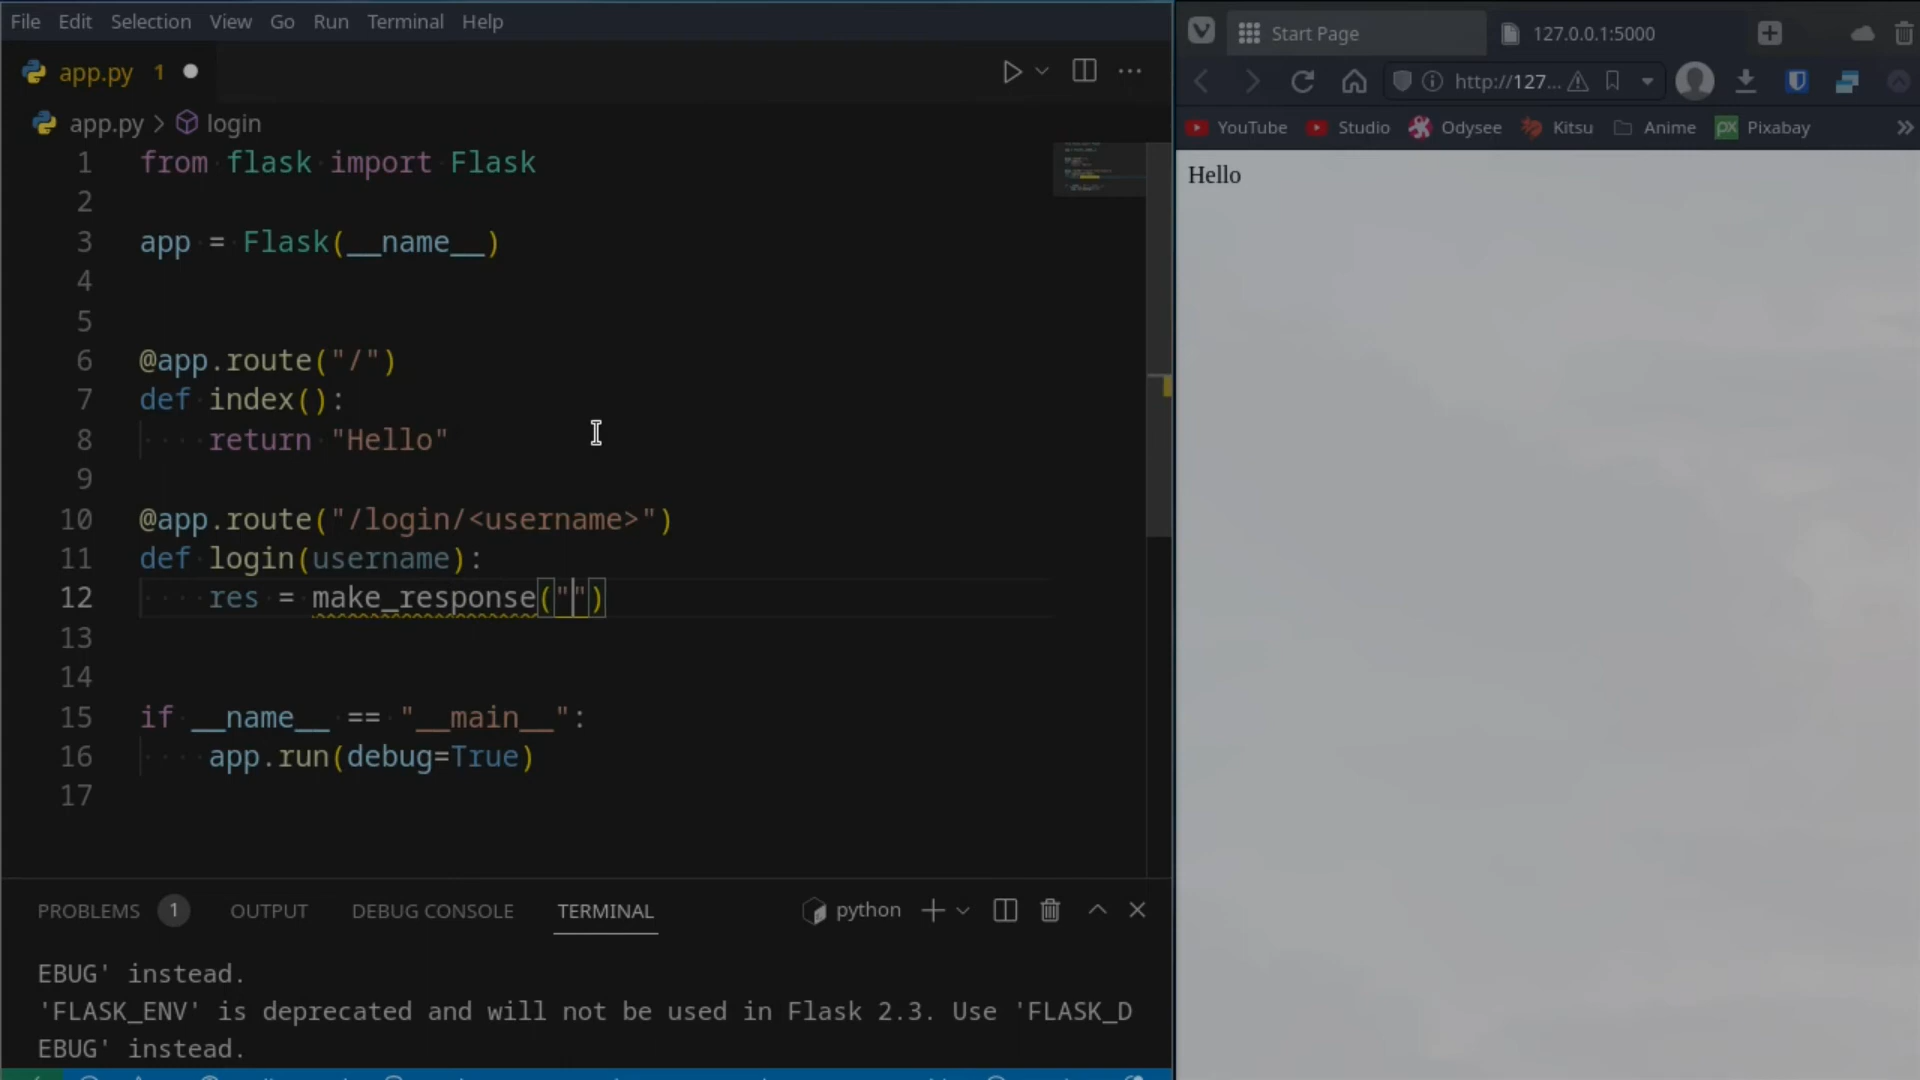 File Edit Selection View Go Run Terminal Help
app.py 1
app.py > login
1 from flask import Flask
2
3 app = Flask(__name__)
4
5
6 @app.route("/")
7 def index():
8 return "Hello"
9
10 @app.route("/login/<username>")
11 def login(username):
12 res = make_response("")
13
14
15 if __name__ == "__main__":
16 app.run(debug=True)
17
PROBLEMS 1 OUTPUT DEBUG CONSOLE TERMINAL python
EBUG' instead.
'FLASK_ENV' is deprecated and will not be used in Flask 2.3. Use 'FLASK_D
EBUG' instead.
Start Page 127.0.0.1:5000
http://127...
YouTube Studio Odysee Kitsu Anime px Pixabay
Hello